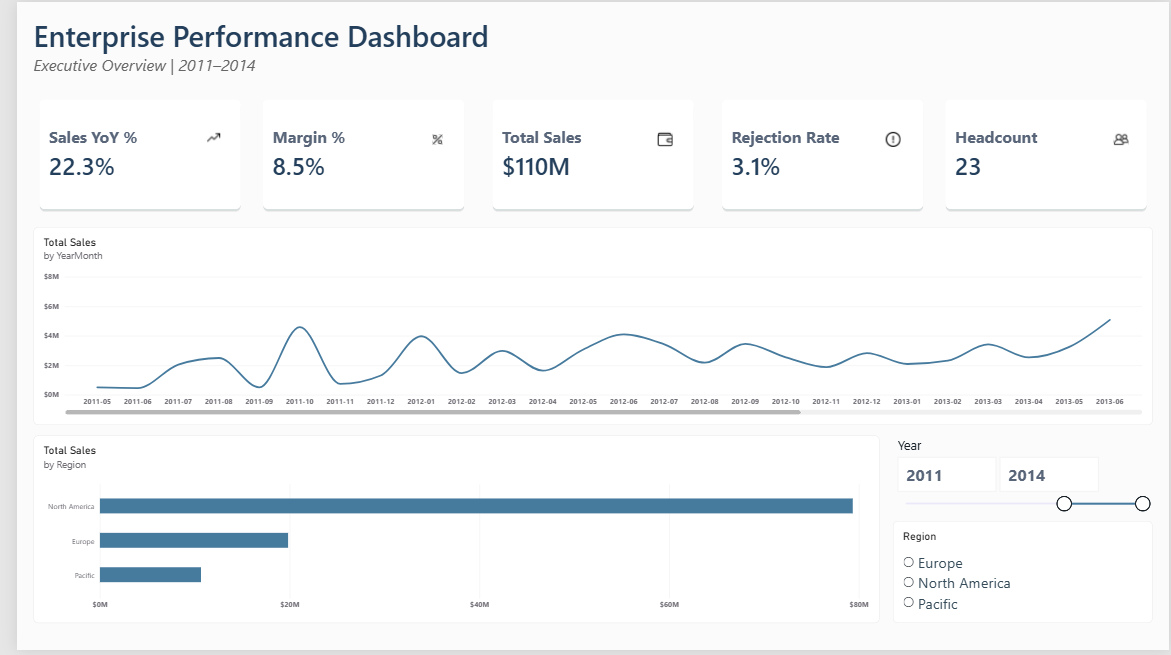 Enterprise Performance Dashboard
Executive Overview | 2011–2014
Sales YoY %
22.3%
Margin %
8.5%
Total Sales
$110M
Rejection Rate
3.1%
Headcount
23
Total Sales
by YearMonth
$8M
$6M
$4M
$2M
$0M
2011-05 2011-06 2011-07 2011-08 2011-09 2011-10 2011-11 2011-12 2012-01 2012-02 2012-03 2012-04 2012-05 2012-06 2012-07 2012-08 2012-09 2012-10 2012-11 2012-12 2013-01 2013-02 2013-03 2013-04 2013-05 2013-06
Total Sales
by Region
North America
Europe
Pacific
$0M $20M $40M $60M $80M
Year
2011 2014
Region
Europe
North America
Pacific